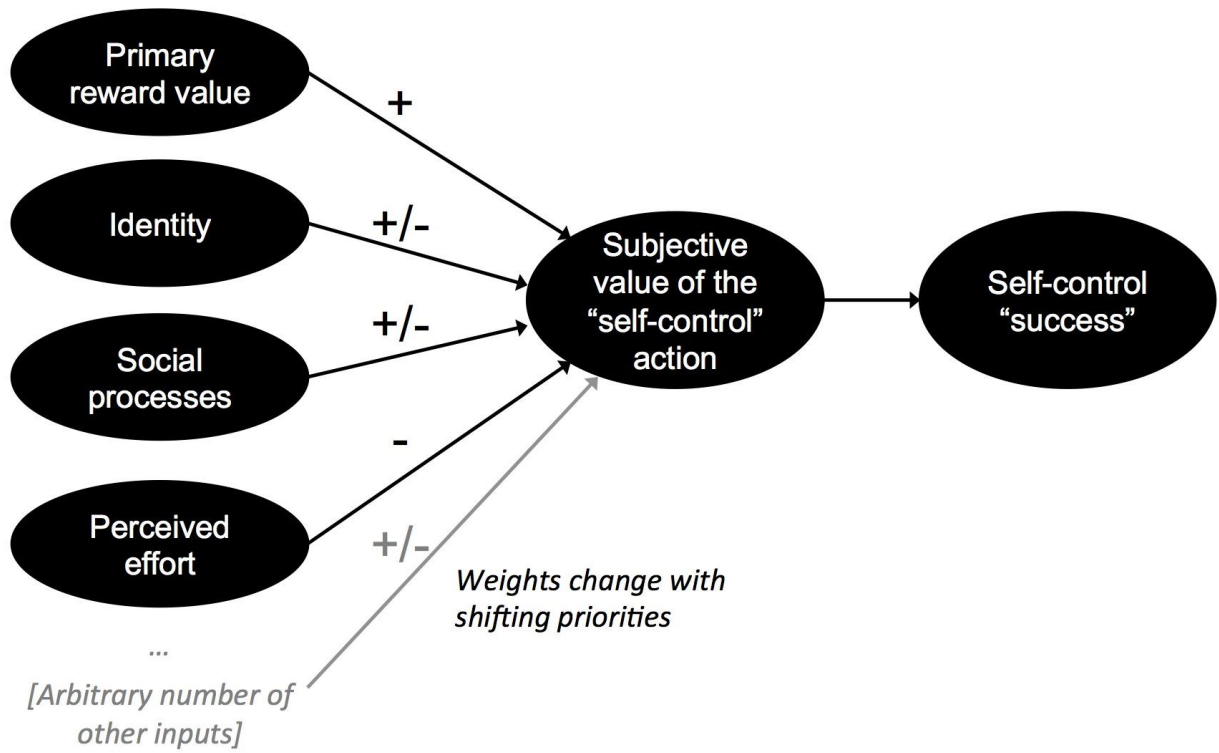 Primary
reward value
+
Identity
+/-
Social
processes
+/-
Perceived
effort
-
+/-
Subjective
value of the
“self-control”
action
Self-control
“success”
Weights change with
shifting priorities
...
[Arbitrary number of
other inputs]